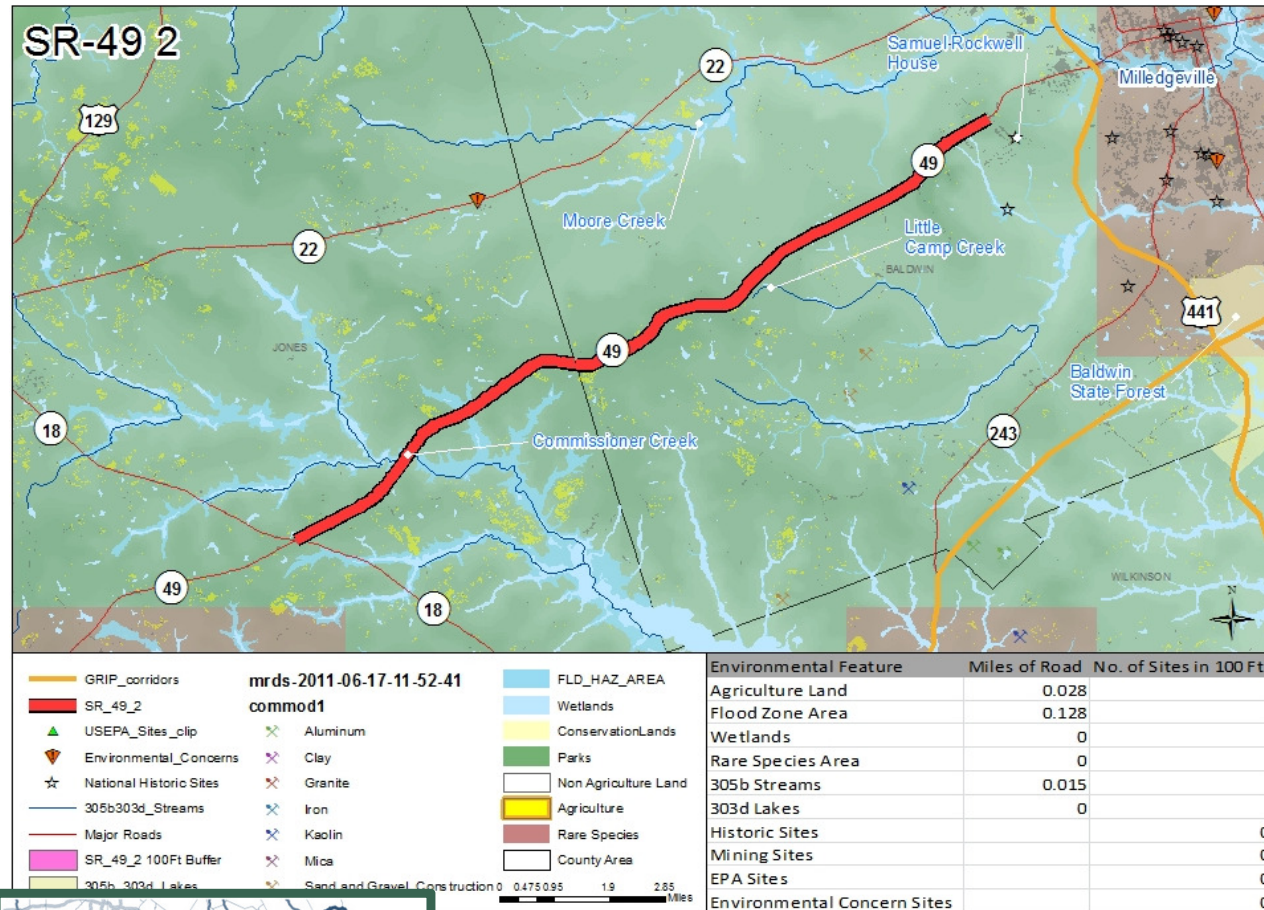 SR-49 2
22
Samuel-Rockwell
House
Milledgeville
129
49
Moore Creek
Little
Camp Creek
BALDWIN
22
441
JONES
49
Baldwin
State Forest
18
Commissioner Creek
243
WILKINSON
49
18
N
GRIP_corridors
SR_49_2
USEPA_Sites_clip
Environmental_Concerns
National Historic Sites
305b303d_Streams
Major Roads
SR_49_2 100Ft Buffer
305b_303d_Lakes
mrds-2011-06-17-11-52-41
commod1
Aluminum
Clay
Granite
Iron
Kaolin
Mica
Sand and Gravel, Construction
FLD_HAZ_AREA
Wetlands
ConservationLands
Parks
Non Agriculture Land
Agriculture
Rare Species
County Area
0 0.475 0.95 1.9 2.85
Miles
Environmental Feature Miles of Road No. of Sites in 100 Ft
Agriculture Land 0.028
Flood Zone Area 0.128
Wetlands 0
Rare Species Area 0
305b Streams 0.015
303d Lakes 0
Historic Sites 0
Mining Sites 0
EPA Sites 0
Environmental Concern Sites 0